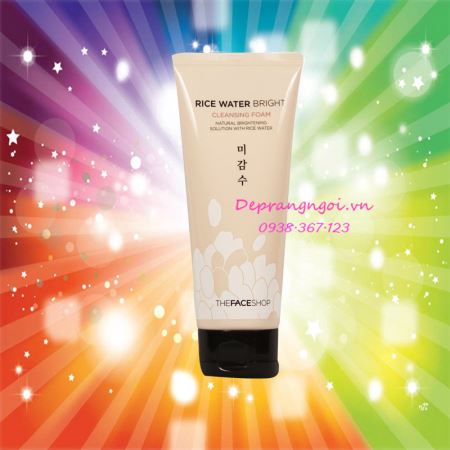 RICE WATER BRIGHT
CLEANSING FOAM
NATURAL BRIGHTENING
SOLUTION WITH RICE WATER
미
감
수
Deprangngoi.vn
0938·367·123
THEFACESHOP